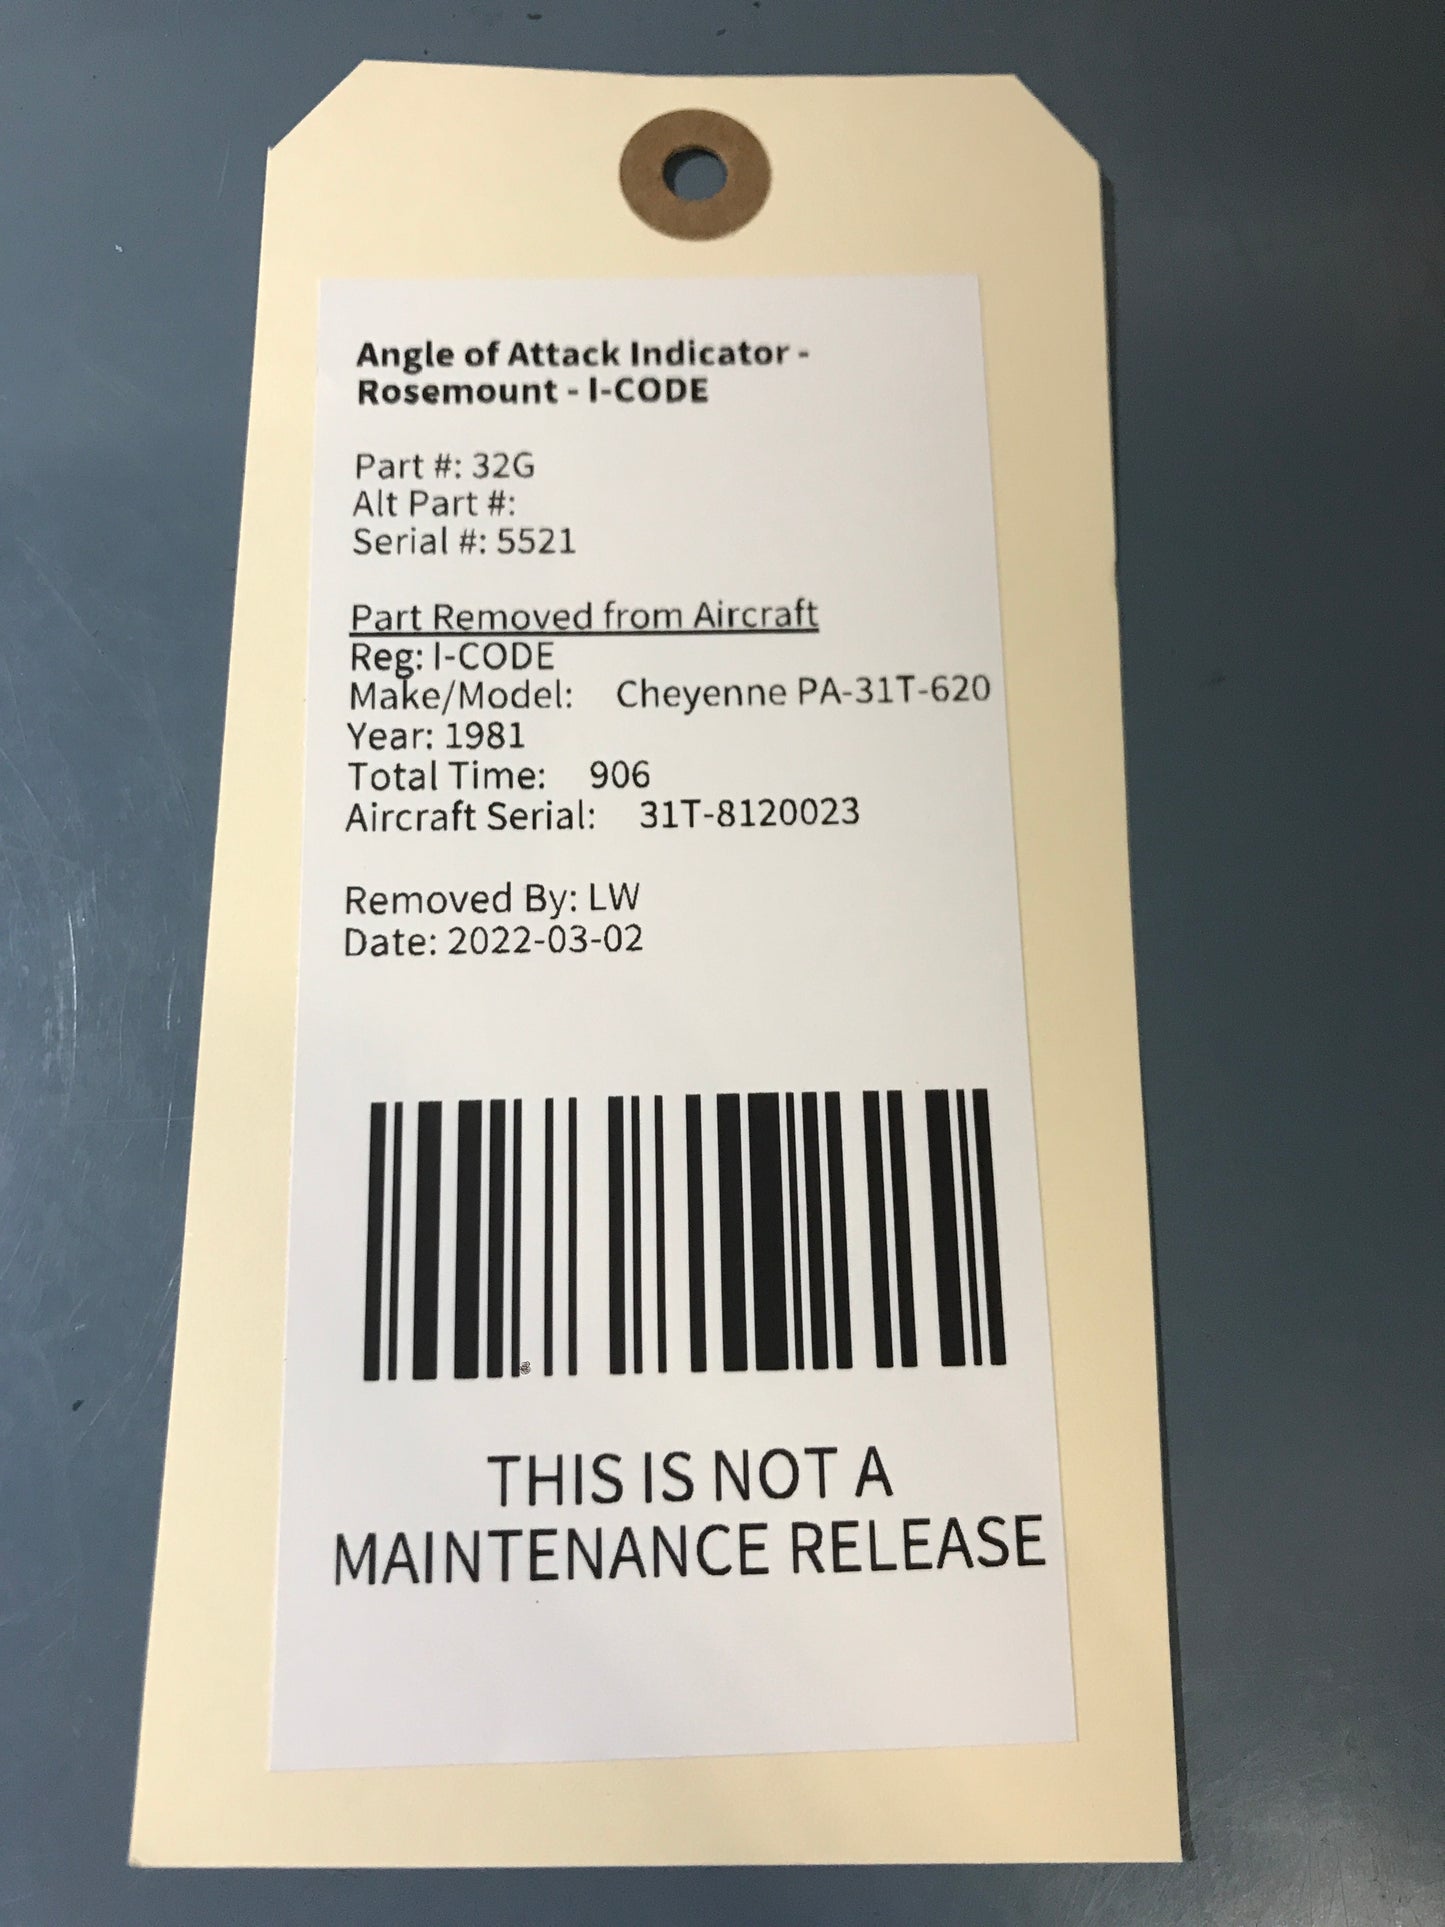 Angle of Attack Indicator -
Rosemount - I-CODE
Part #: 32G
Alt Part #:
Serial #: 5521
Part Removed from Aircraft
Reg: I-CODE
Make/Model: Cheyenne PA-31T-620
Year: 1981
Total Time: 906
Aircraft Serial: 31T-8120023
Removed By: LW
Date: 2022-03-02
THIS IS NOT A
MAINTENANCE RELEASE